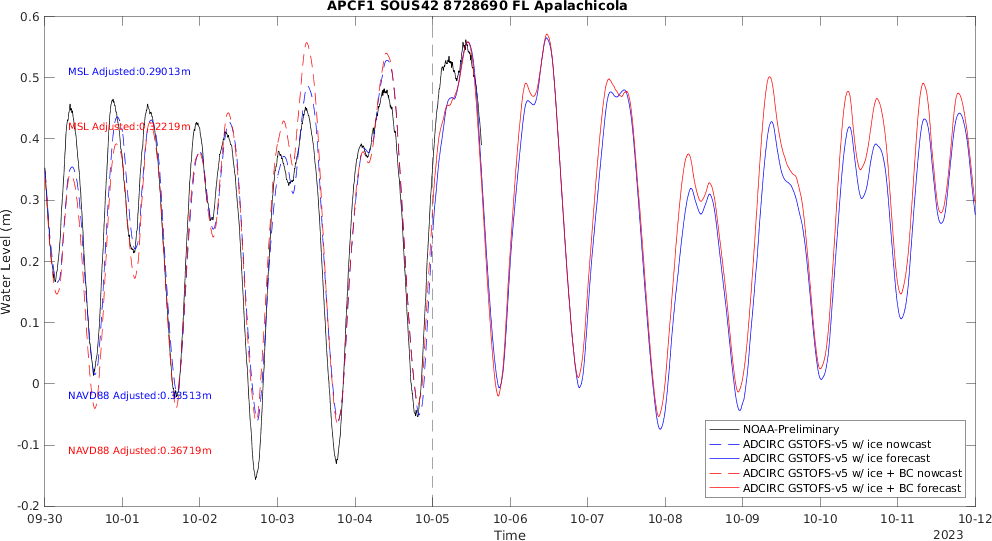 APCF1 SOUS42 8728690 FL Apalachicola
0.6
0.5
0.4
0.3
0.2
0.1
0
-0.1
-0.2
Water Level (m)
MSL Adjusted:0.29013m
MSL Adjusted:0.32219m
NAVD88 Adjusted:0.33513m
NAVD88 Adjusted:0.36719m
NOAA-Preliminary
ADCIRC GSTOFS-v5 w/ ice nowcast
ADCIRC GSTOFS-v5 w/ ice forecast
ADCIRC GSTOFS-v5 w/ ice + BC nowcast
ADCIRC GSTOFS-v5 w/ ice + BC forecast
09-30 10-01 10-02 10-03 10-04 10-05 10-06 10-07 10-08 10-09 10-10 10-11 10-12
Time
2023